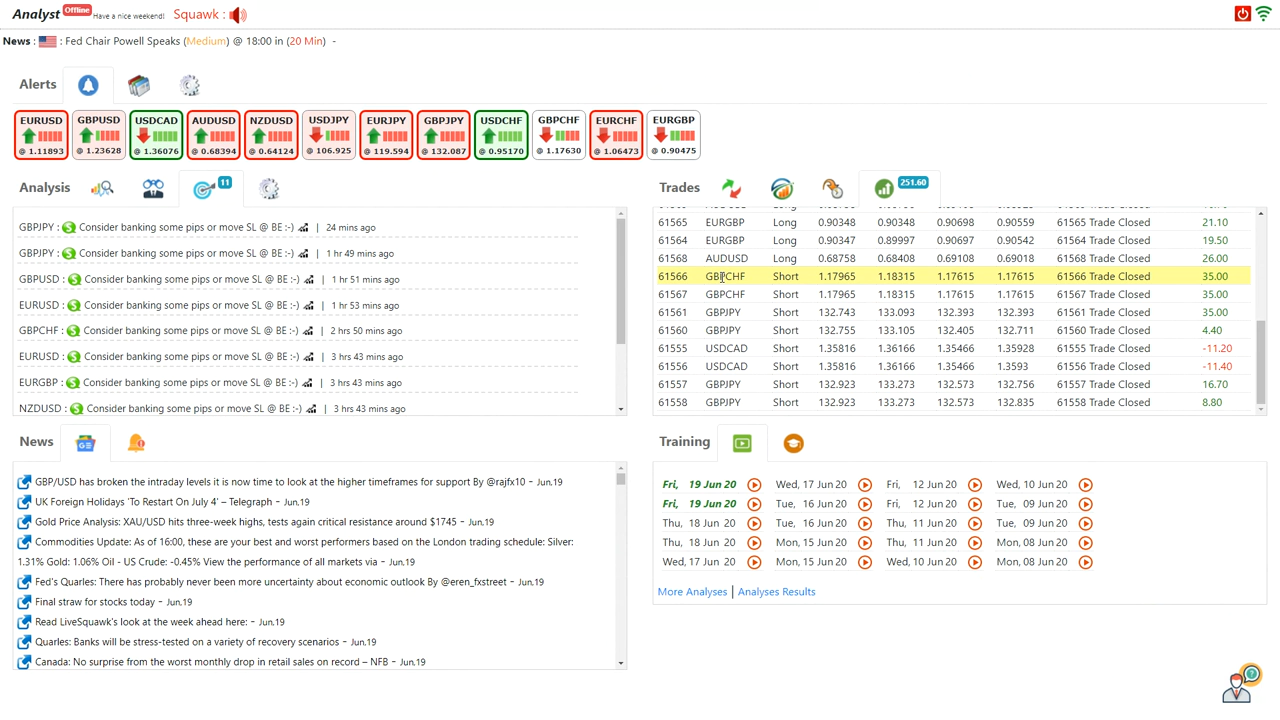 Analyst Offline Have a nice weekend! Squawk :
News : : Fed Chair Powell Speaks (Medium) @ 18:00 in (20 Min) -
Alerts
EURUSD GBPUSD USDCAD AUDUSD NZDUSD USDJPY EURJPY GBPJPY USDCHF GBPCHF EURCHF EURGBP
@ 1.11893 @ 1.23628 @ 1.36076 @ 0.68394 @ 0.64124 @ 106.925 @ 119.594 @ 132.087 @ 0.95170 @ 1.17630 @ 1.06473 @ 0.90475
Analysis 11
GBPJPY : Consider banking some pips or move SL @ BE :-) | 24 mins ago
GBPJPY : Consider banking some pips or move SL @ BE :-) | 1 hr 49 mins ago
GBPUSD : Consider banking some pips or move SL @ BE :-) | 1 hr 51 mins ago
EURUSD : Consider banking some pips or move SL @ BE :-) | 1 hr 53 mins ago
GBPCHF : Consider banking some pips or move SL @ BE :-) | 2 hrs 50 mins ago
EURUSD : Consider banking some pips or move SL @ BE :-) | 3 hrs 43 mins ago
EURGBP : Consider banking some pips or move SL @ BE :-) | 3 hrs 43 mins ago
NZDUSD : Consider banking some pips or move SL @ BE :-) | 3 hrs 43 mins ago
Trades 251.60
61565 EURGBP Long 0.90348 0.90348 0.90698 0.90559 61565 Trade Closed 21.10
61564 EURGBP Long 0.90347 0.89997 0.90697 0.90542 61564 Trade Closed 19.50
61568 AUDUSD Long 0.68758 0.68408 0.69108 0.69018 61568 Trade Closed 26.00
61566 GBPCHF Short 1.17965 1.18315 1.17615 1.17615 61566 Trade Closed 35.00
61567 GBPCHF Short 1.17965 1.18315 1.17615 1.17615 61567 Trade Closed 35.00
61561 GBPJPY Short 132.743 133.093 132.393 132.393 61561 Trade Closed 35.00
61560 GBPJPY Short 132.755 133.105 132.405 132.711 61560 Trade Closed 4.40
61555 USDCAD Short 1.35816 1.36166 1.35466 1.35928 61555 Trade Closed -11.20
61556 USDCAD Short 1.35816 1.36166 1.35466 1.3593 61556 Trade Closed -11.40
61557 GBPJPY Short 132.923 133.273 132.573 132.756 61557 Trade Closed 16.70
61558 GBPJPY Short 132.923 133.273 132.573 132.835 61558 Trade Closed 8.80
News
GBP/USD has broken the intraday levels it is now time to look at the higher timeframes for support By @rajfx10 - Jun.19
UK Foreign Holidays 'To Restart On July 4' – Telegraph - Jun.19
Gold Price Analysis: XAU/USD hits three-week highs, tests again critical resistance around $1745 - Jun.19
Commodities Update: As of 16:00, these are your best and worst performers based on the London trading schedule: Silver:
1.31% Gold: 1.06% Oil - US Crude: -0.45% View the performance of all markets via - Jun.19
Fed's Quarles: There has probably never been more uncertainty about economic outlook By @eren_fxstreet - Jun.19
Final straw for stocks today - Jun.19
Read LiveSquawk's look at the week ahead here: - Jun.19
Quarles: Banks will be stress-tested on a variety of recovery scenarios - Jun.19
Canada: No surprise from the worst monthly drop in retail sales on record – NFB - Jun.19
Training
Fri, 19 Jun 20 Wed, 17 Jun 20 Fri, 12 Jun 20 Wed, 10 Jun 20
Fri, 19 Jun 20 Tue, 16 Jun 20 Fri, 12 Jun 20 Tue, 09 Jun 20
Thu, 18 Jun 20 Tue, 16 Jun 20 Thu, 11 Jun 20 Tue, 09 Jun 20
Thu, 18 Jun 20 Mon, 15 Jun 20 Thu, 11 Jun 20 Mon, 08 Jun 20
Wed, 17 Jun 20 Mon, 15 Jun 20 Wed, 10 Jun 20 Mon, 08 Jun 20
More Analyses | Analyses Results